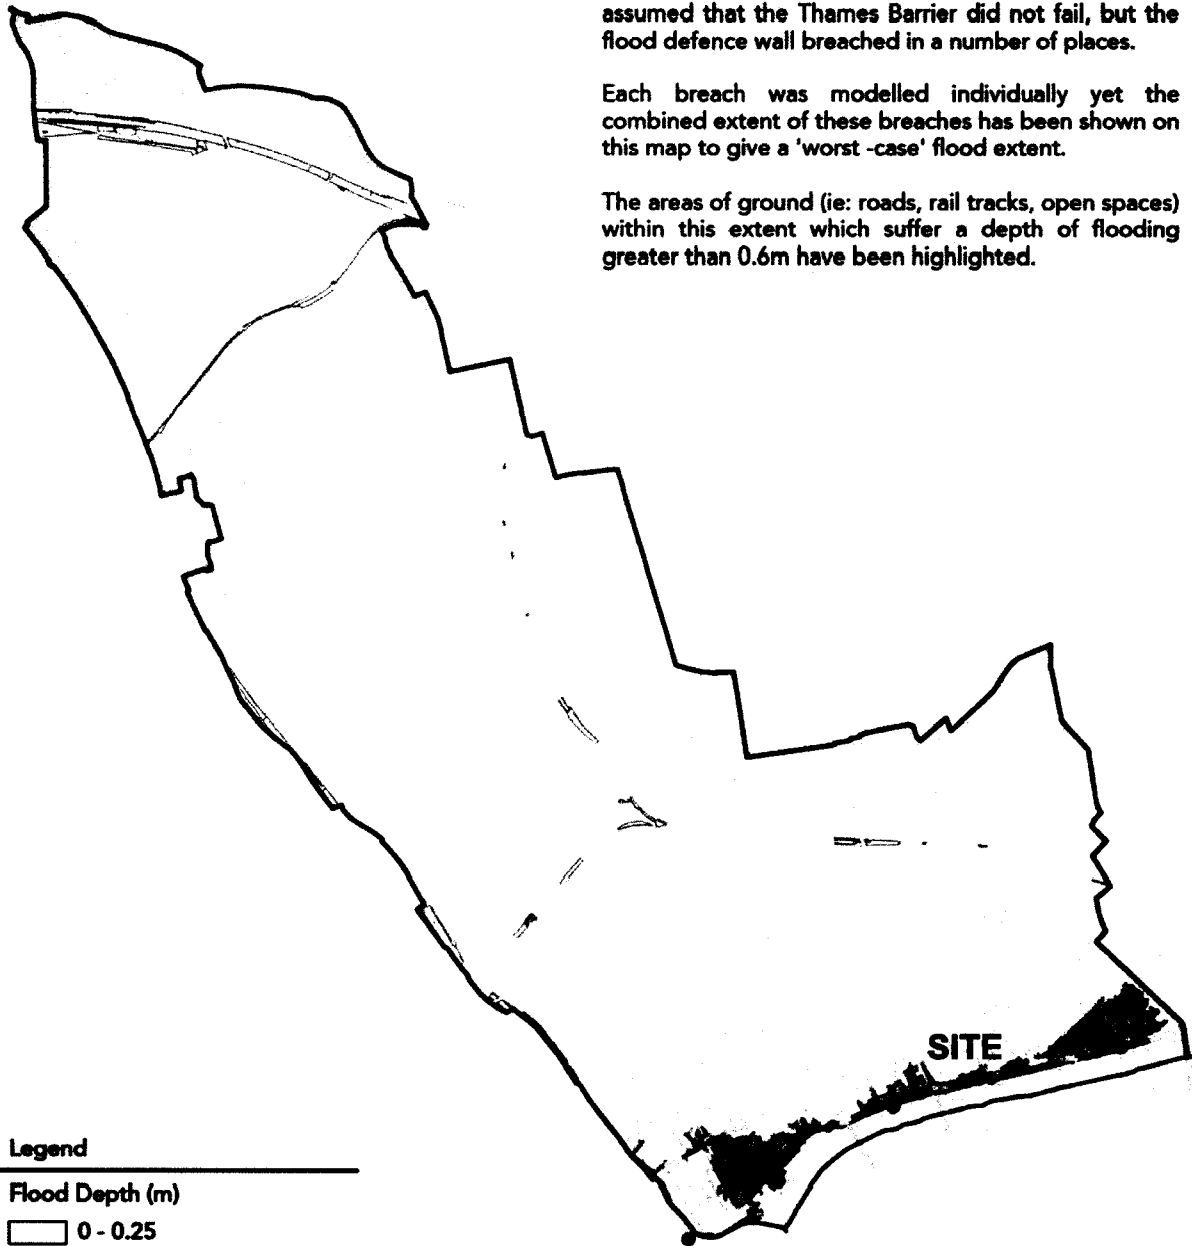 assumed that the Thames Barrier did not fail, but the
flood defence wall breached in a number of places.
Each breach was modelled individually yet the
combined extent of these breaches has been shown on
this map to give a 'worst -case' flood extent.
The areas of ground (ie: roads, rail tracks, open spaces)
within this extent which suffer a depth of flooding
greater than 0.6m have been highlighted.
SITE
Legend
Flood Depth (m)
0 - 0.25